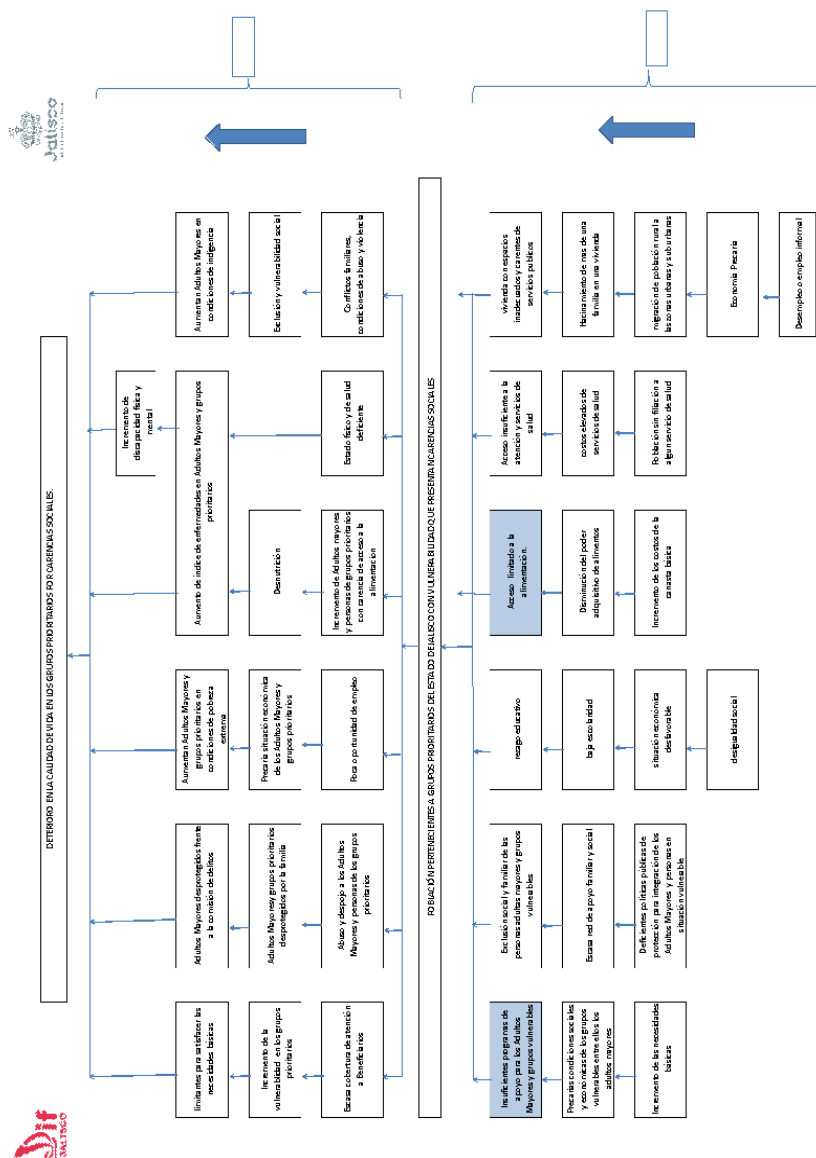 DIF
JALISCO
Jalisco
DETERIORO EN LA CALIDAD DE VIDA EN LOS GRUPOS PRIORITARIOS POR CARENCIAS SOCIALES.
Incremento de
discapacidad física y
mental
limitantes para satisfacer las
necesidades básicas
Adultos Mayores desprotegidos frente
a la comisión de delitos
Aumentan Adultos Mayores y
grupos prioritarios en
condiciones de pobreza
extrema
Aumento de índice de enfermedades en Adultos Mayores y grupos
prioritarios
Aumentan Adultos Mayores en
condiciones de indigencia
Incremento de la
vulnerabilidad en los grupos
prioritarios
Adultos Mayores y grupos prioritarios
desprotegidos por la familia
Precaria situación económica
de los Adultos Mayores y
grupos prioritarios
Desnutrición
Exclusión y vulnerabilidad social
Escasa cobertura de atención
a Beneficiarios
Abuso y despojo a los Adultos
Mayores y personas de los grupos
prioritarios
Poca oportunidad de empleo
Incremento de Adultos mayores
y personas de grupos prioritarios
con carencia de acceso a la
alimentacion
Estado físico y de salud
deficiente
Conflictos familiares,
condiciones de abuso y violencia
POBLACIÓN PERTENECIENTES A GRUPOS PRIORITARIOS DEL ESTADO DE JALISCO CON VULNERABILIDAD QUE PRESENTAN CARENCIAS SOCIALES
Insuficientes programas de
apoyo para los Adultos
Mayores y grupos vulnerables
Exclusión social y familiar de las
personas adultas mayores y grupos
vulnerables
rezago educativo
Acceso limitado a la
alimentación.
Acceso insuficiente a la
atención y servicios de
salud
vivienda con espacios
inadecuados y carentes de
servicios publicos
Precarias condiciones sociales
y económicas de los grupos
vulnerables entre ellos los
adultos mayores
Escasa red de apoyo familiar y social
baja escolaridad
Disminución del poder
adquisitivo de alimentos
costos elevados de
servicios de salud
Hacinamiento de mas de una
familia en una vivienda
Incremento de las necesidades
básicas
Deficientes políticas públicas de
protección para integración de los
Adultos Mayores y personas en
situación vulnerable
situación económica
desfavorable
Incremento de los costos de la
canasta básica
Población sin filiación a
algun servicio de salud
migración de población rural a
las zonas urbanas y suburbanas
desigualdad social
Economía Precaria
Desempleo o empleo informal